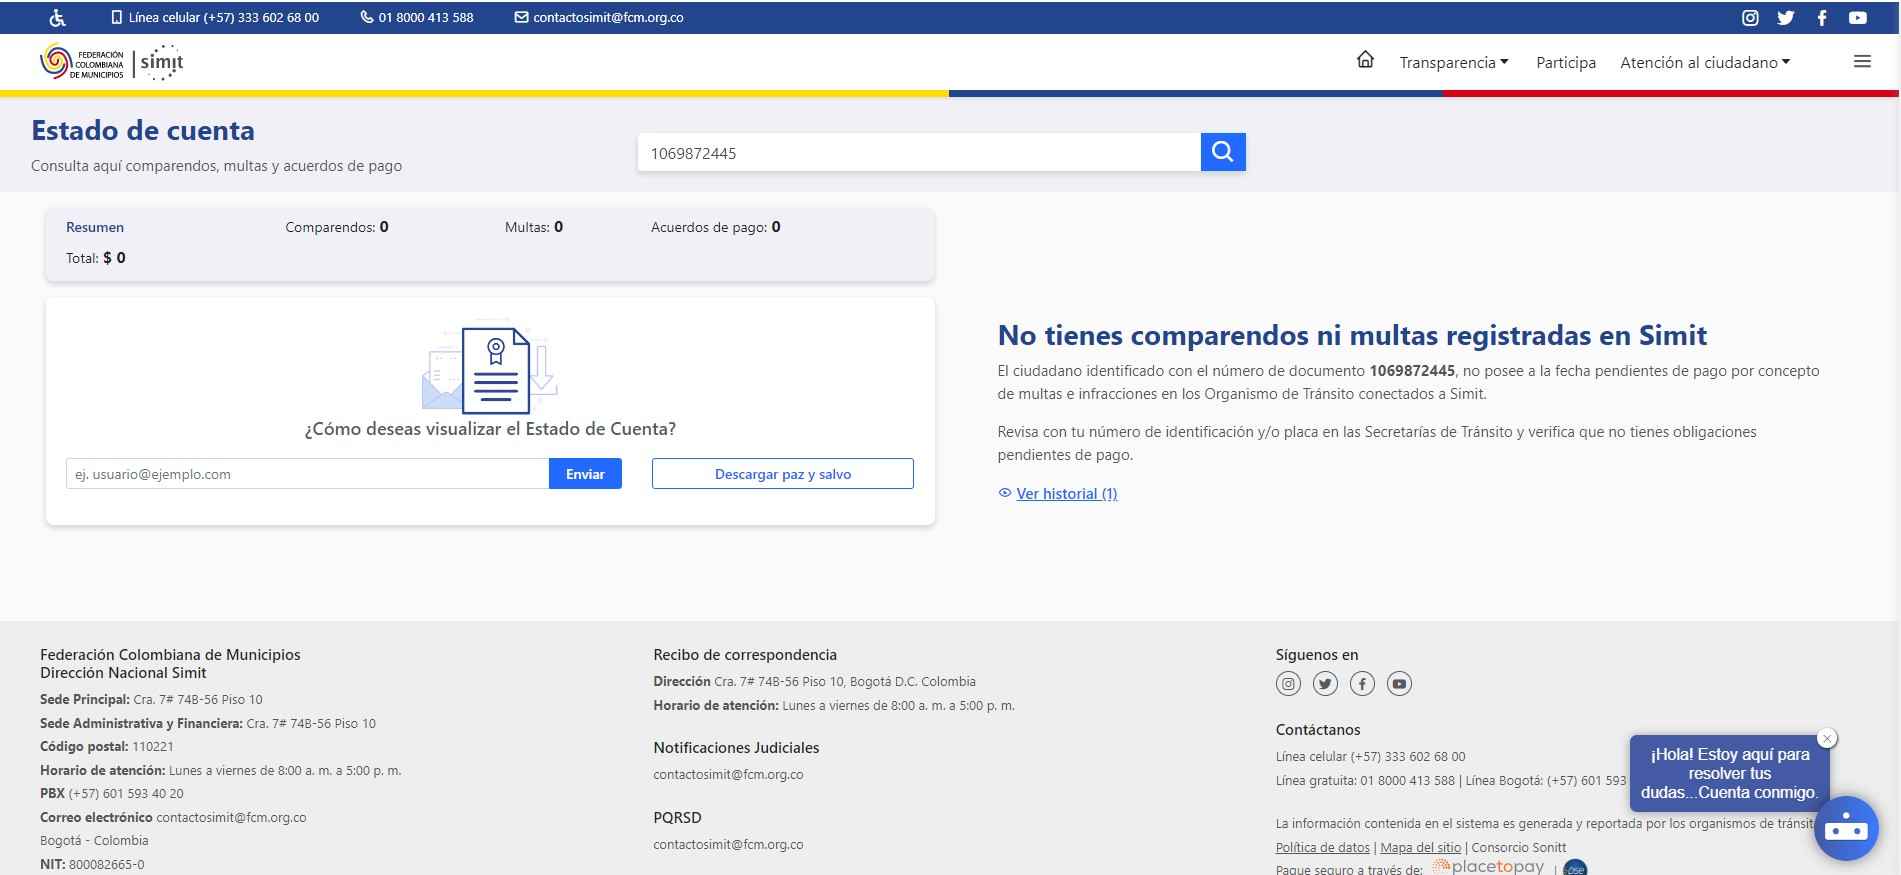 Línea celular (+57) 333 602 68 00
01 8000 413 588
contactosimit@fcm.org.co
FEDERACIÓN
COLOMBIANA
DE MUNICIPIOS
simit
Transparencia
Participa
Atención al ciudadano
Estado de cuenta
Consulta aquí comparendos, multas y acuerdos de pago
1069872445
Resumen
Comparendos: 0
Multas: 0
Acuerdos de pago: 0
Total: $ 0
¿Cómo deseas visualizar el Estado de Cuenta?
ej. usuario@ejemplo.com
Enviar
Descargar paz y salvo
No tienes comparendos ni multas registradas en Simit
El ciudadano identificado con el número de documento 1069872445, no posee a la fecha pendientes de pago por concepto
de multas e infracciones en los Organismo de Tránsito conectados a Simit.
Revisa con tu número de identificación y/o placa en las Secretarías de Tránsito y verifica que no tienes obligaciones
pendientes de pago.
Ver historial (1)
Federación Colombiana de Municipios
Dirección Nacional Simit
Sede Principal: Cra. 7# 74B-56 Piso 10
Sede Administrativa y Financiera: Cra. 7# 74B-56 Piso 10
Código postal: 110221
Horario de atención: Lunes a viernes de 8:00 a. m. a 5:00 p. m.
PBX (+57) 601 593 40 20
Correo electrónico contactosimit@fcm.org.co
Bogotá - Colombia
NIT: 800082665-0
Recibo de correspondencia
Dirección Cra. 7# 74B-56 Piso 10, Bogotá D.C. Colombia
Horario de atención: Lunes a viernes de 8:00 a. m. a 5:00 p. m.
Notificaciones Judiciales
contactosimit@fcm.org.co
PQRSD
contactosimit@fcm.org.co
Síguenos en
Contáctanos
Línea celular (+57) 333 602 68 00
Línea gratuita: 01 8000 413 588 | Línea Bogotá: (+57) 601 593
La información contenida en el sistema es generada y reportada por los organismos de tránsit
Política de datos | Mapa del sitio | Consorcio Sonitt
Pague seguro a través de: placetopay | pse
¡Hola! Estoy aquí para
resolver tus
dudas...Cuenta conmigo.